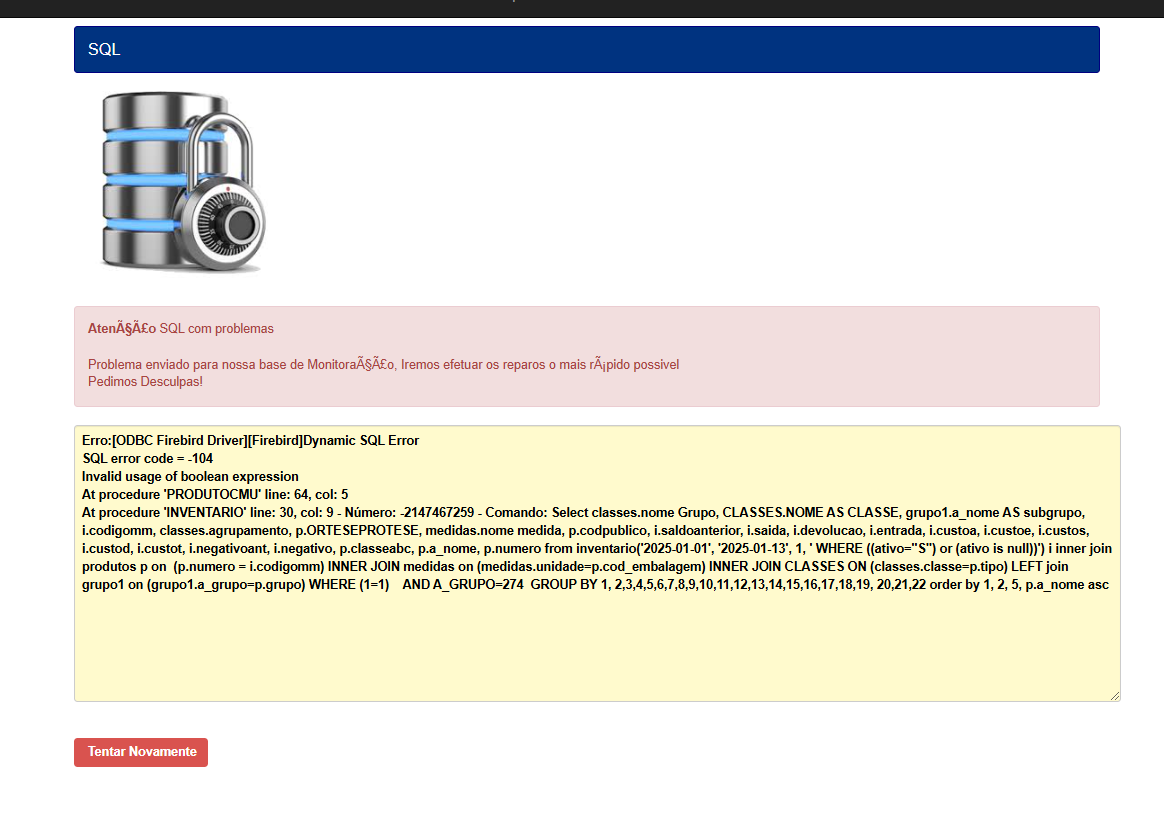 SQL
AtenÃ§Ã£o SQL com problemas
Problema enviado para nossa base de MonitoraÃ§Ã£o, Iremos efetuar os reparos o mais rÃ¡pido possivel
Pedimos Desculpas!
Erro:[ODBC Firebird Driver][Firebird]Dynamic SQL Error
SQL error code = -104
Invalid usage of boolean expression
At procedure 'PRODUTOCMU' line: 64, col: 5
At procedure 'INVENTARIO' line: 30, col: 9 - Número: -2147467259 - Comando: Select classes.nome Grupo, CLASSES.NOME AS CLASSE, grupo1.a_nome AS subgrupo,
i.codigomm, classes.agrupamento, p.ORTESEPROTESE, medidas.nome medida, p.codpublico, i.saldoanterior, i.saida, i.devolucao, i.entrada, i.custoa, i.custoe, i.custos,
i.custod, i.custot, i.negativoant, i.negativo, p.classeabc, p.a_nome, p.numero from inventario('2025-01-01', '2025-01-13', 1, ' WHERE ((ativo=''S'') or (ativo is null))') i inner join
produtos p on  (p.numero = i.codigomm) INNER JOIN medidas on (medidas.unidade=p.cod_embalagem) INNER JOIN CLASSES ON (classes.classe=p.tipo) LEFT join
grupo1 on (grupo1.a_grupo=p.grupo) WHERE (1=1)    AND A_GRUPO=274  GROUP BY 1, 2,3,4,5,6,7,8,9,10,11,12,13,14,15,16,17,18,19, 20,21,22 order by 1, 2, 5, p.a_nome asc
Tentar Novamente